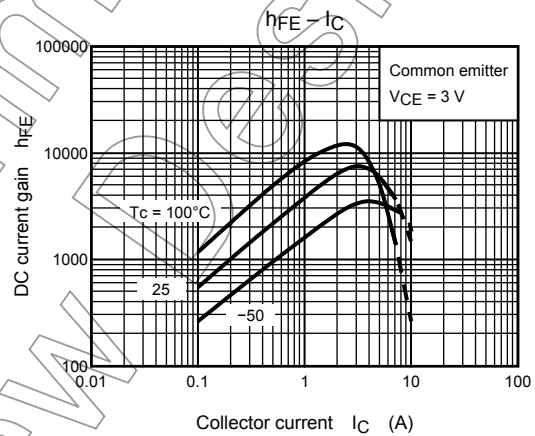 hFE – IC
100000
10000
1000
100
0.01
0.1
1
10
100
DC current gain hFE
Collector current IC (A)
Common emitter
VCE = 3 V
Tc = 100°C
25
−50